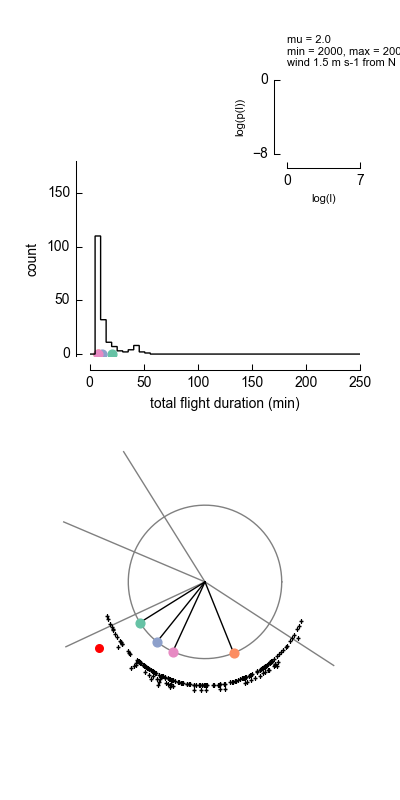 mu = 2.0
min = 2000, max = 200
wind 1.5 m s-1 from N
0
log(p(l))
−8
0 7
log(l)
150
100
50
0
count
0 50 100 150 200 250
total flight duration (min)